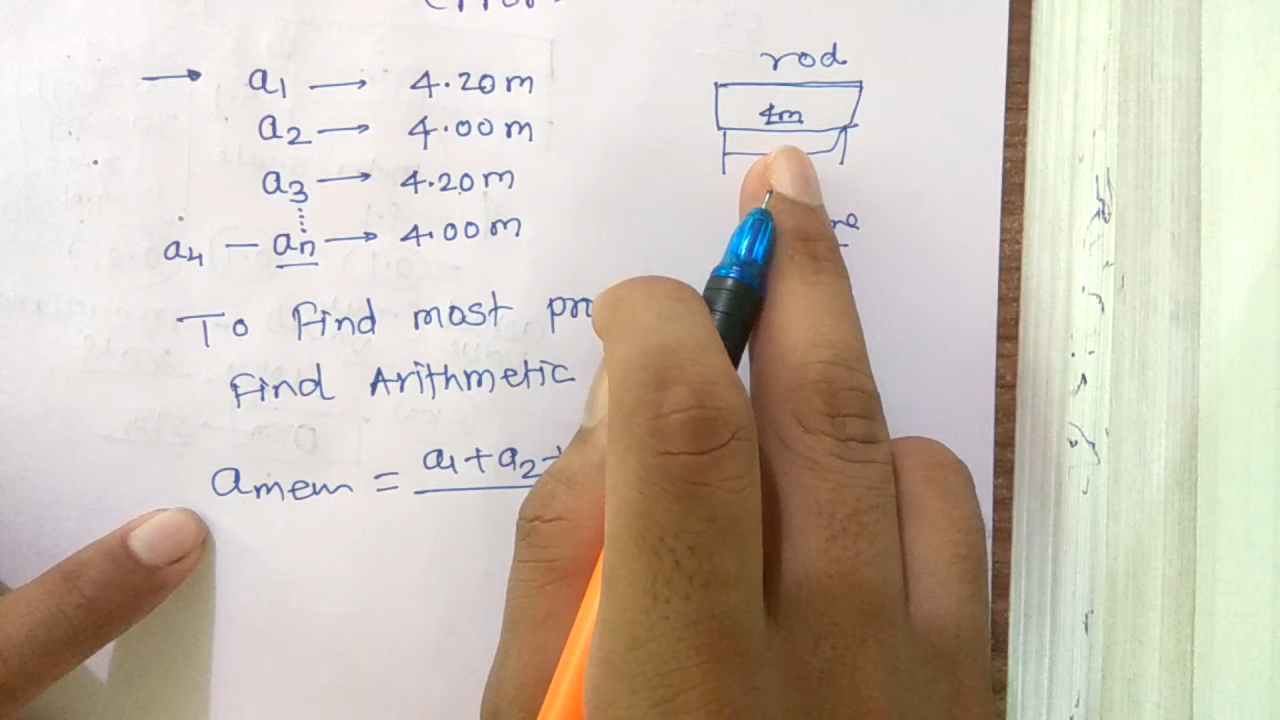 a1 → 4.20m
a2 → 4.00m
a3 → 4.20m
a4 — an → 4.00m
To Find most
Find Arithmetic
amem = a1+a2+
rod
4m